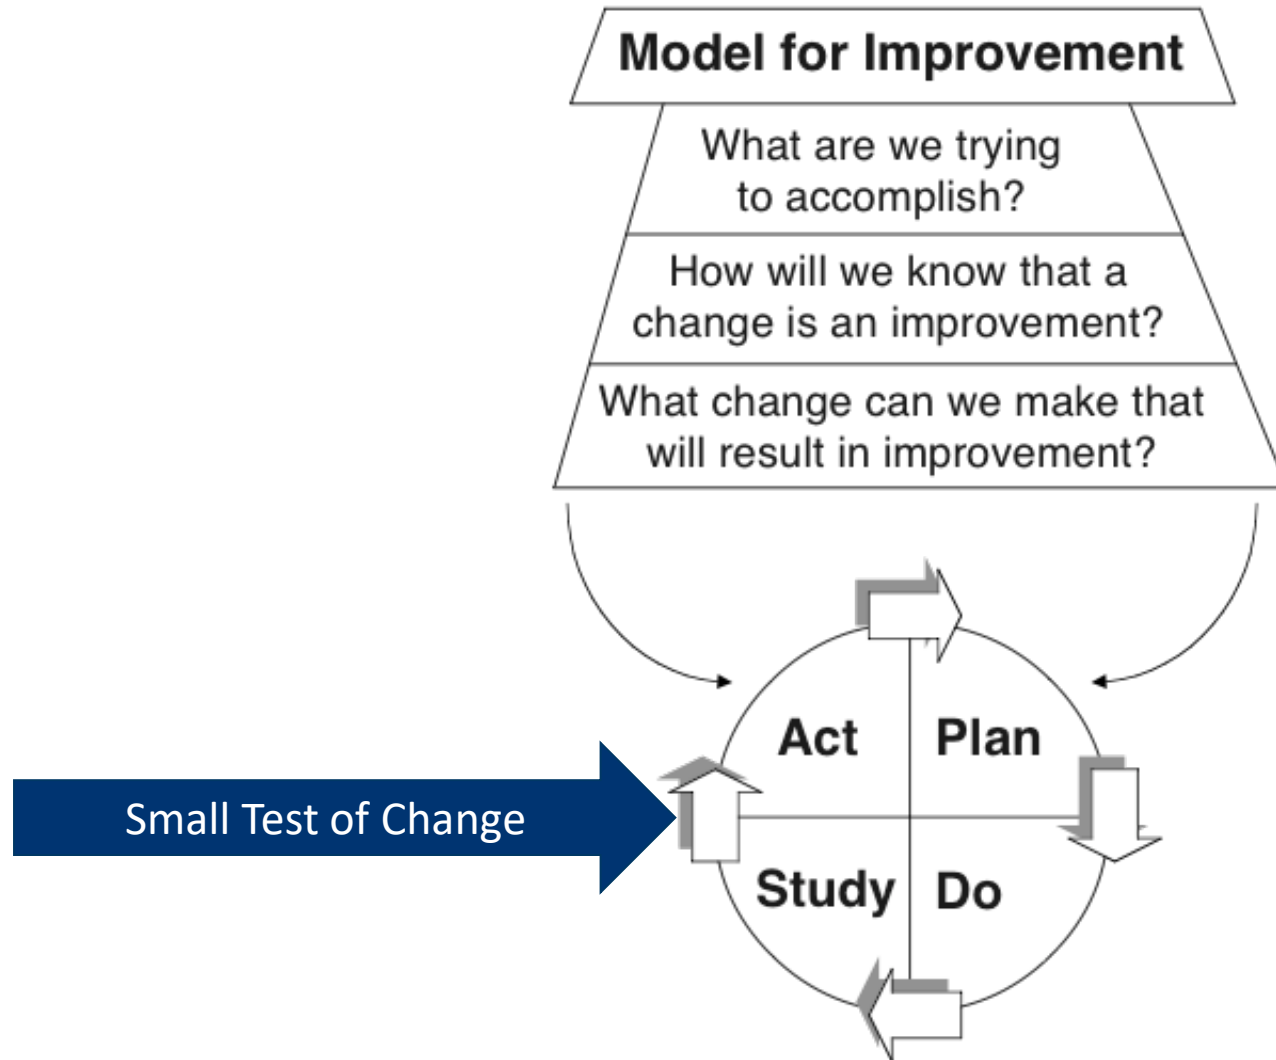 Model for Improvement
What are we trying
to accomplish?
How will we know that a
change is an improvement?
What change can we make that
will result in improvement?
Act
Plan
Small Test of Change
Study
Do